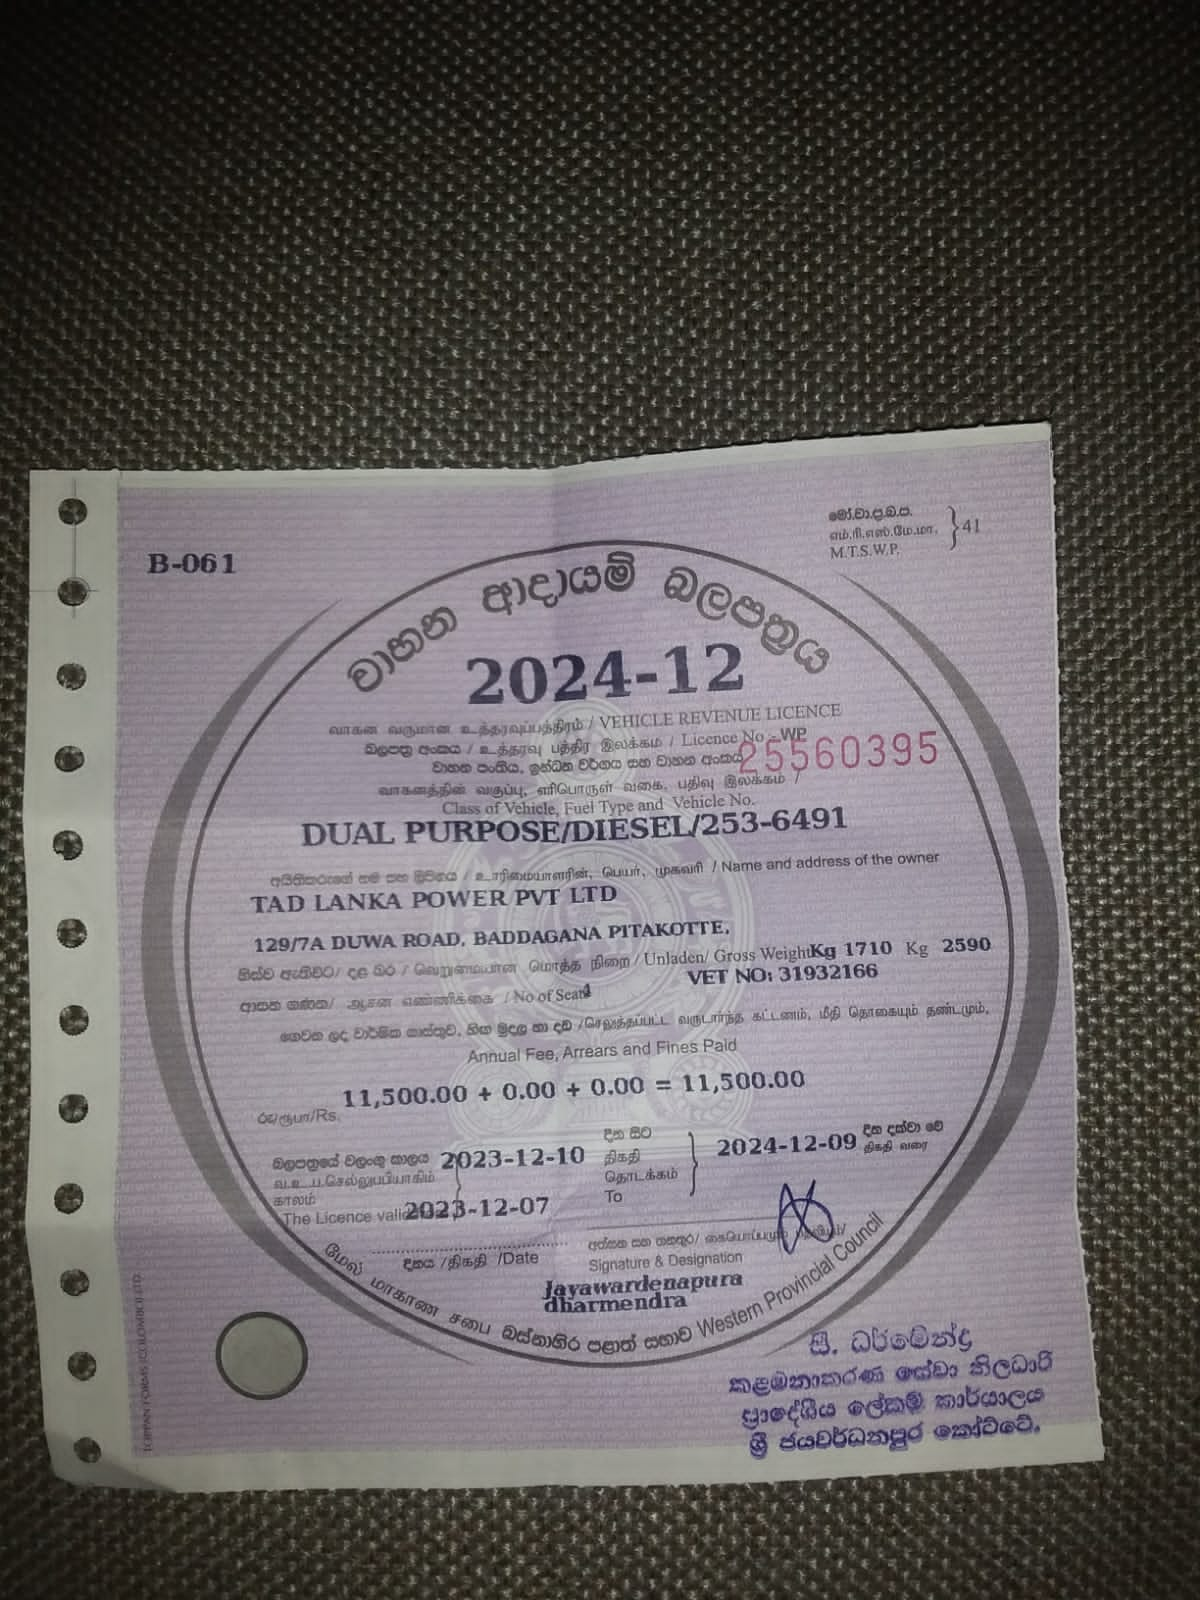 B-061
මෝ.වා.ප්‍ර.බ.ප.
எம்.ரி.எஸ்.மே.மா.
M.T.S.W.P.
} 41
වාහන ආදායම් බලපත්‍රය
2024-12
வாகன வருமான உத்தரவுப்பத்திரம் / VEHICLE REVENUE LICENCE
බලපත්‍ර අංකය / உத்தரவு பத்திர இலக்கம் / Licence No - WP
25560395
වාහන පංතිය, ඉන්ධන වර්ගය සහ වාහන අංකය
வாகனத்தின் வகுப்பு, எரிபொருள் வகை, பதிவு இலக்கம் /
Class of Vehicle, Fuel Type and Vehicle No.
DUAL PURPOSE/DIESEL/253-6491
අයිතිකරුගේ නම සහ ලිපිනය / உரிமையாளரின், பெயர், முகவரி / Name and address of the owner
TAD LANKA POWER PVT LTD
129/7A DUWA ROAD, BADDAGANA PITAKOTTE,
හිස්ව ඇතිවිට/ දළ බර / வெறுமையான மொத்த நிறை / Unladen/ Gross Weight Kg 1710 Kg 2590
VET NO: 31932166
ආසන ගණන/ ஆசன எண்ணிக்கை / No of Seats 4
ගෙවන ලද වාර්ෂික ගාස්තුව, හිඟ මුදල හා දඩ /செலுத்தப்பட்ட வருடாந்த கட்டணம், மீதி தொகையும் தண்டமும்,
Annual Fee, Arrears and Fines Paid
11,500.00 + 0.00 + 0.00 = 11,500.00
රු/ரூபா/Rs.
බලපත්‍රයේ වලංගු කාලය 2023-12-10
දින සිට
2024-12-09 දින දක්වා වේ
வ.உ.ப.செல்லுபடியாகும்
திகதி
திகதி வரை
காலம்
தொடக்கம்
The Licence valid
2023-12-07
To
දිනය /திகதி /Date
අත්සන සහ තනතුර/ கையொப்பமும்
Signature & Designation
Jayawardenapura
dharmendra
மேல் மாகாண சபை බස්නාහිර පළාත් සභාව Western Provincial Council
TOPPAN FORMS (COLOMBO) LTD.
සී. ධර්මේන්ද්‍ර
කළමනාකරණ සේවා නිලධාරි
ප්‍රාදේශීය ලේකම් කාර්යාලය
ශ්‍රී ජයවර්ධනපුර කෝට්ටේ.